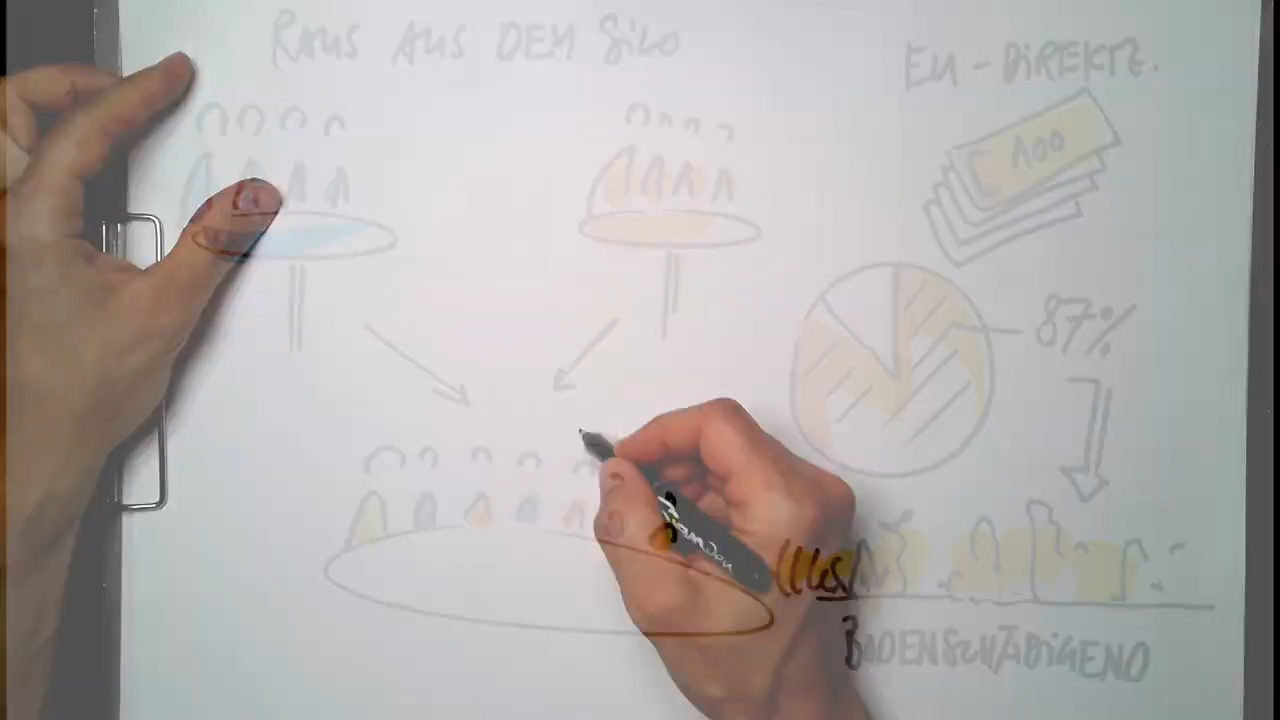 RAUS AUS DEM SILO
EU-DIREKTZ.
100
87%
BODENSCHÄDIGEND